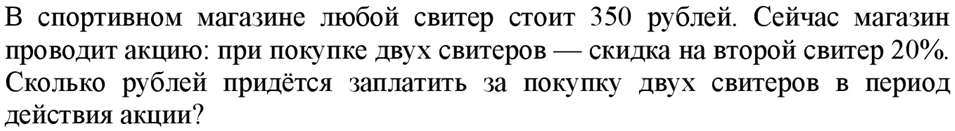 В спортивном магазине любой свитер стоит 350 рублей. Сейчас магазин
проводит акцию: при покупке двух свитеров — скидка на второй свитер 20%.
Сколько рублей придётся заплатить за покупку двух свитеров в период
действия акции?